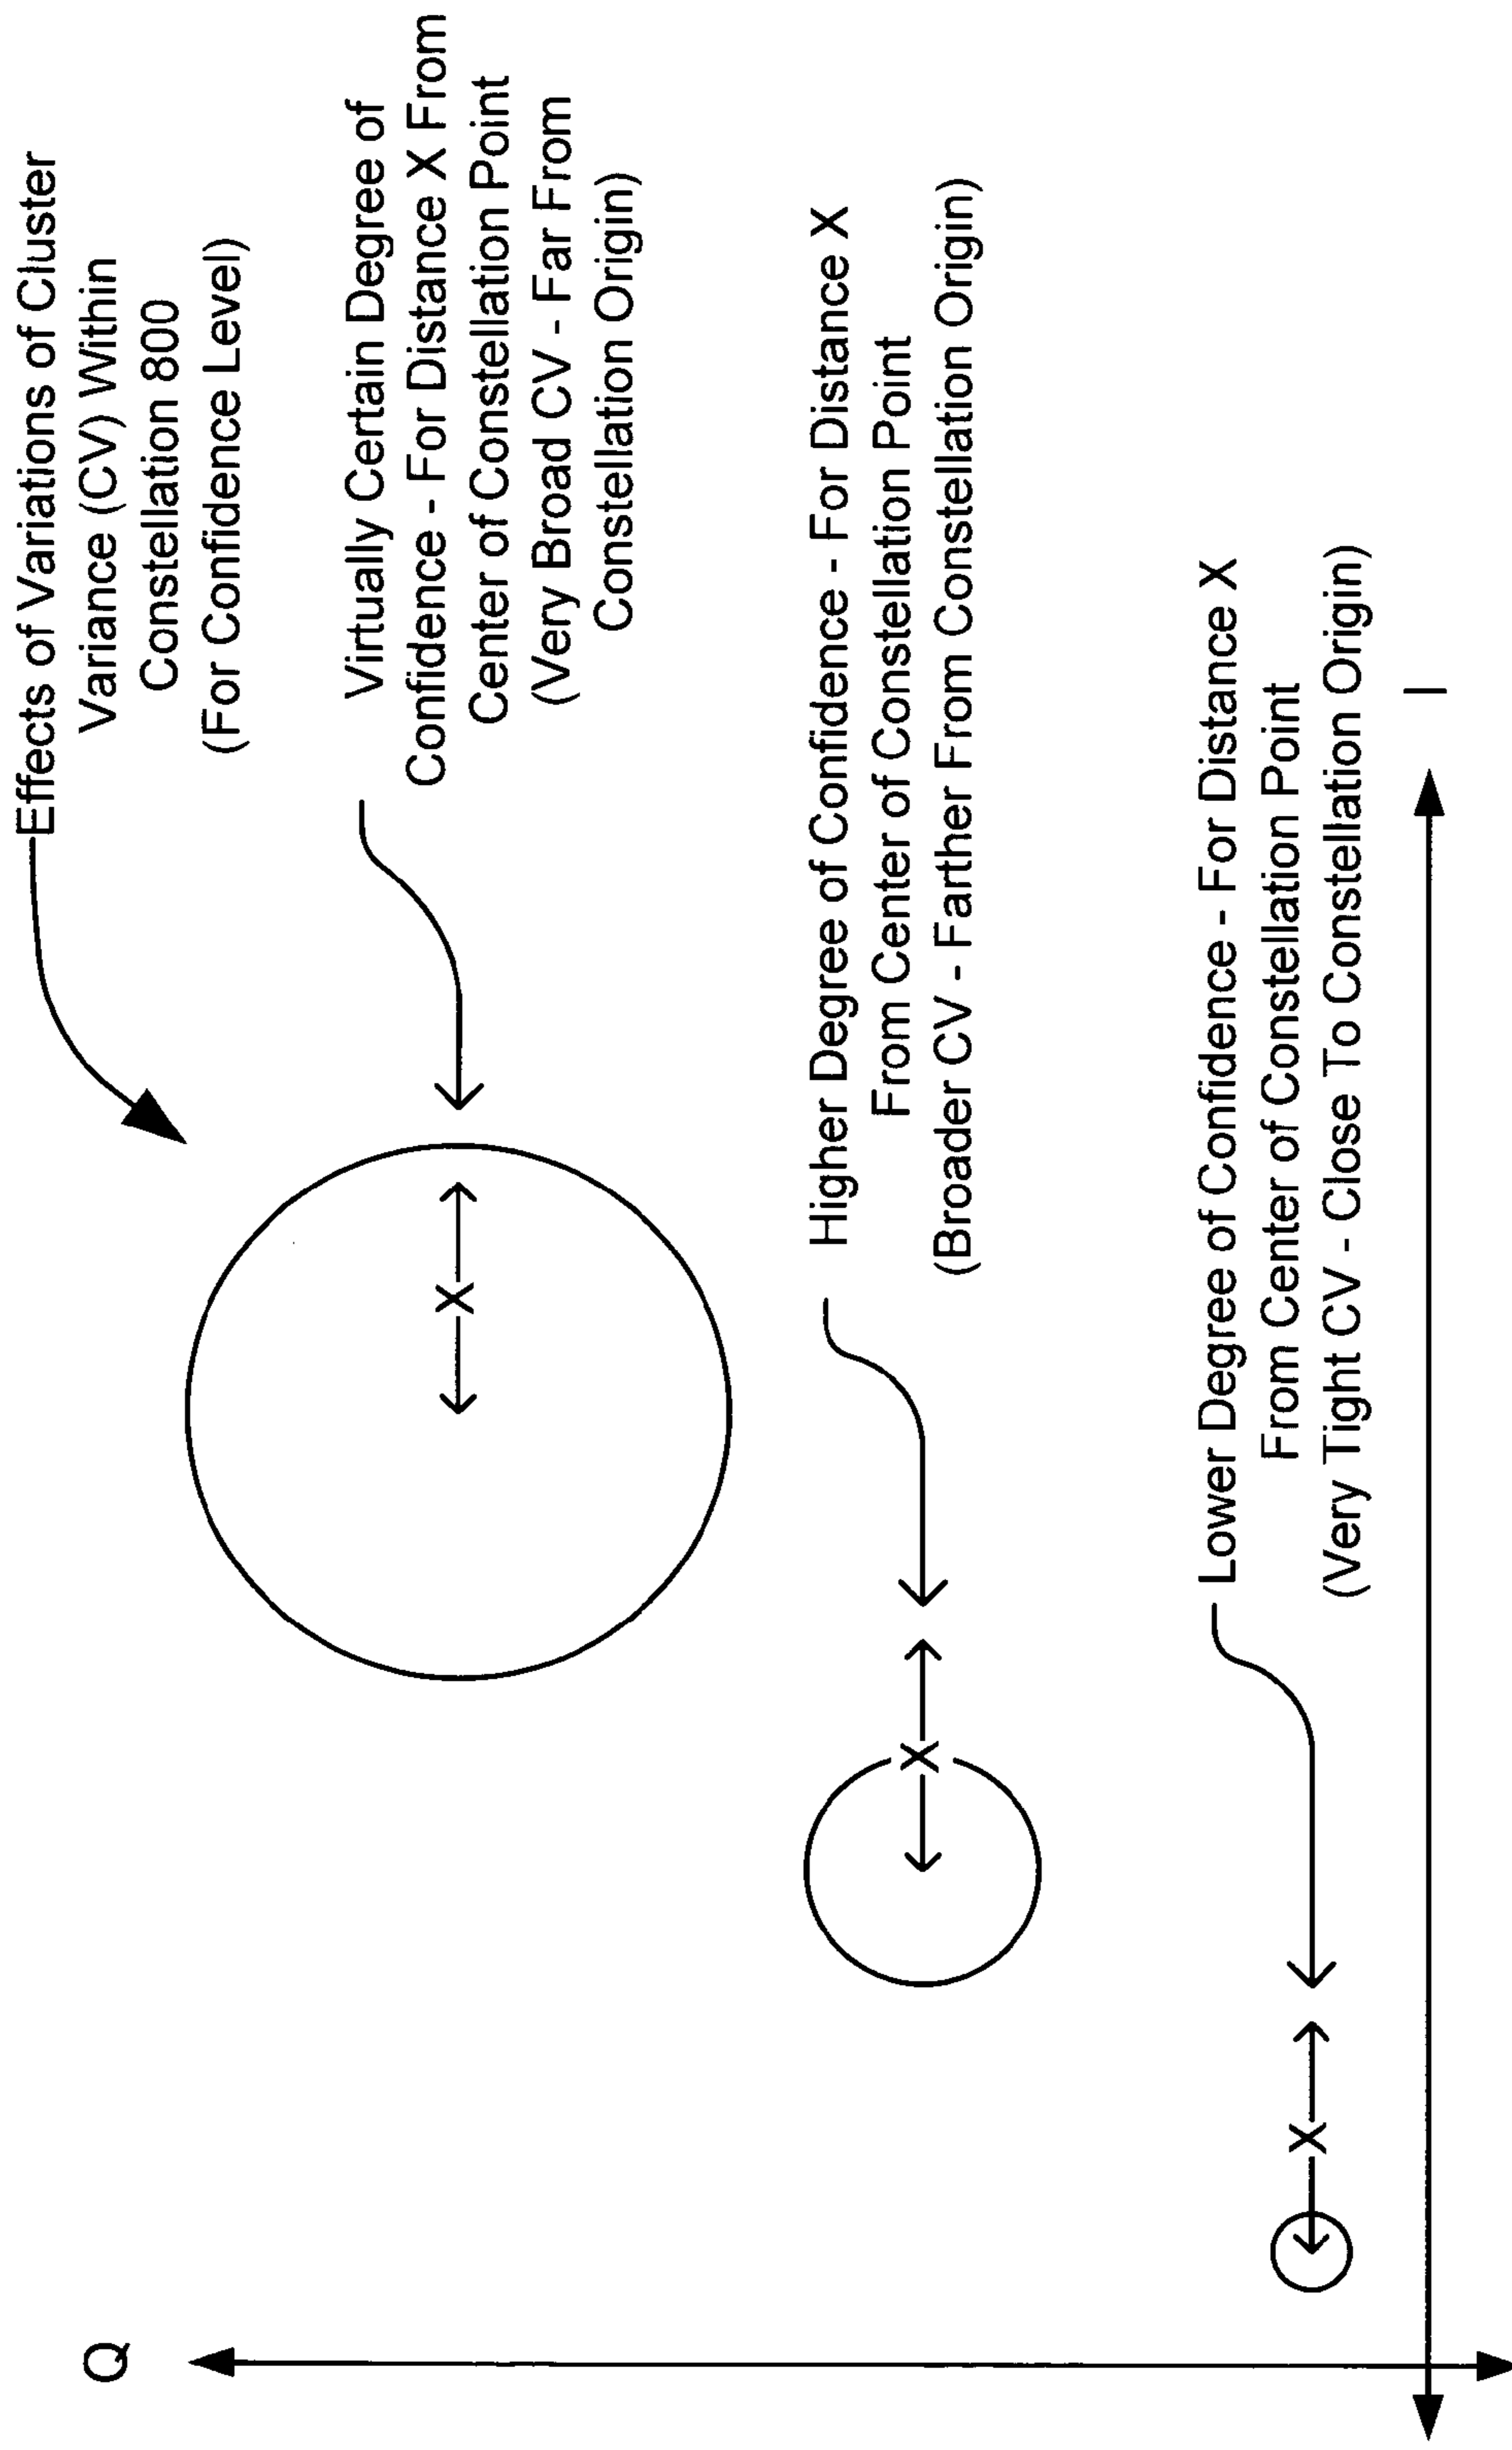 Effects of Variations of Cluster
Variance (CV) Within
Constellation 800
(For Confidence Level)
Virtually Certain Degree of
Confidence - For Distance X From
Center of Constellation Point
(Very Broad CV - Far From
Constellation Origin)
Higher Degree of Confidence - For Distance X
From Center of Constellation Point
(Broader CV - Farther From Constellation Origin)
Lower Degree of Confidence - For Distance X
From Center of Constellation Point
(Very Tight CV - Close To Constellation Origin)
Q
X
X
X
I